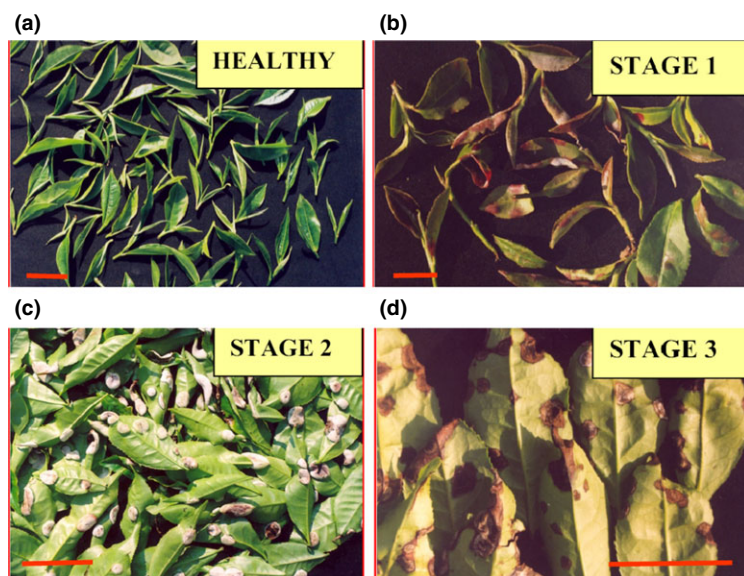 (a)
HEALTHY
(b)
STAGE 1
(c)
STAGE 2
(d)
STAGE 3